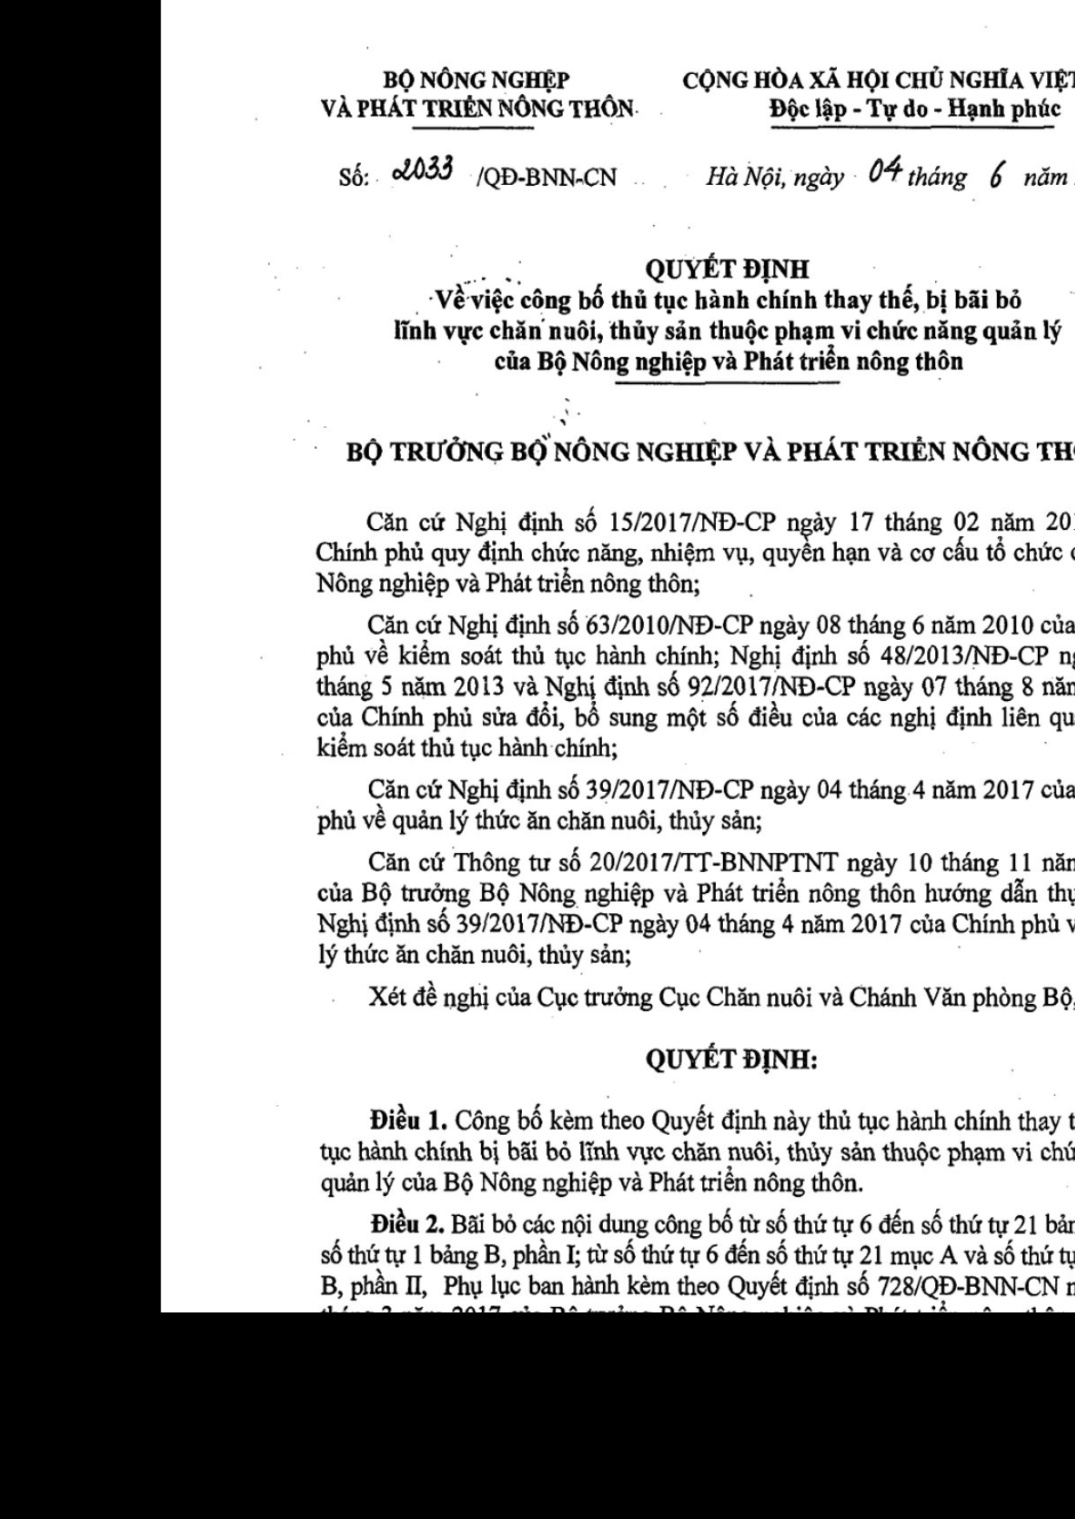 BỘ NÔNG NGHỆP
VÀ PHÁT TRIỂN NÔNG THÔN
CỘNG HÒA XÃ HỘI CHỦ NGHĨA VIỆT
Độc lập - Tự do - Hạnh phúc
Số: 2033 /QĐ-BNN-CN
Hà Nội, ngày 04 tháng 6 năm
QUYẾT ĐỊNH
Về việc công bố thủ tục hành chính thay thế, bị bãi bỏ
lĩnh vực chăn nuôi, thủy sản thuộc phạm vi chức năng quản lý
của Bộ Nông nghiệp và Phát triển nông thôn
BỘ TRƯỞNG BỘ NÔNG NGHIỆP VÀ PHÁT TRIỂN NÔNG TH
Căn cứ Nghị định số 15/2017/NĐ-CP ngày 17 tháng 02 năm 20
Chính phủ quy định chức năng, nhiệm vụ, quyền hạn và cơ cấu tổ chức
Nông nghiệp và Phát triển nông thôn;
Căn cứ Nghị định số 63/2010/NĐ-CP ngày 08 tháng 6 năm 2010 của
phủ về kiểm soát thủ tục hành chính; Nghị định số 48/2013/NĐ-CP ng
tháng 5 năm 2013 và Nghị định số 92/2017/NĐ-CP ngày 07 tháng 8 năm
của Chính phủ sửa đổi, bổ sung một số điều của các nghị định liên qu
kiểm soát thủ tục hành chính;
Căn cứ Nghị định số 39/2017/NĐ-CP ngày 04 tháng 4 năm 2017 của
phủ về quản lý thức ăn chăn nuôi, thủy sản;
Căn cứ Thông tư số 20/2017/TT-BNNPTNT ngày 10 tháng 11 năm
của Bộ trưởng Bộ Nông nghiệp và Phát triển nông thôn hướng dẫn thự
Nghị định số 39/2017/NĐ-CP ngày 04 tháng 4 năm 2017 của Chính phủ v
lý thức ăn chăn nuôi, thủy sản;
Xét đề nghị của Cục trưởng Cục Chăn nuôi và Chánh Văn phòng Bộ,
QUYẾT ĐỊNH:
Điều 1. Công bố kèm theo Quyết định này thủ tục hành chính thay t
tục hành chính bị bãi bỏ lĩnh vực chăn nuôi, thủy sản thuộc phạm vi chứ
quản lý của Bộ Nông nghiệp và Phát triển nông thôn.
Điều 2. Bãi bỏ các nội dung công bố từ số thứ tự 6 đến số thứ tự 21 bản
số thứ tự 1 bảng B, phần I; từ số thứ tự 6 đến số thứ tự 21 mục A và số thứ tự
B, phần II, Phụ lục ban hành kèm theo Quyết định số 728/QĐ-BNN-CN n